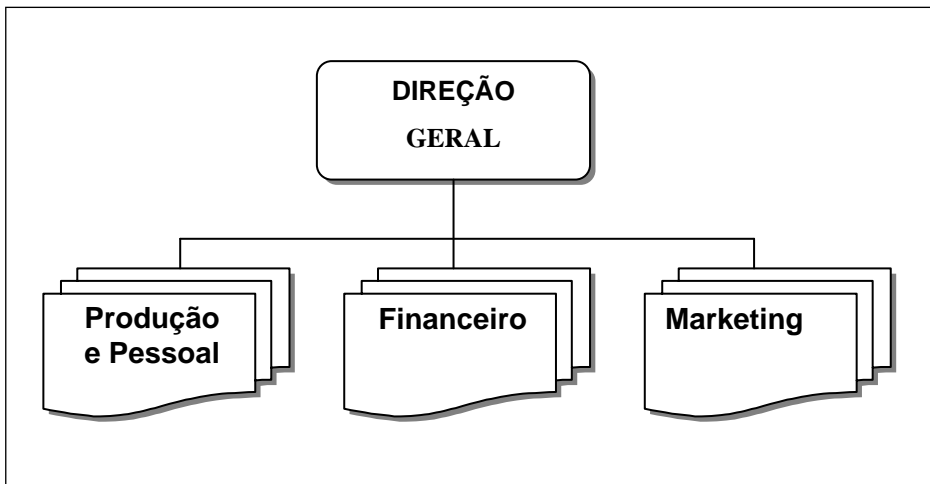 DIREÇÃO
GERAL
Produção
e Pessoal
Financeiro
Marketing